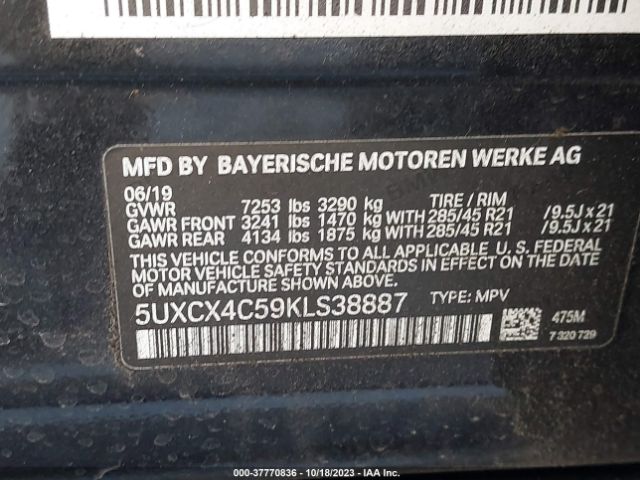 MFD BY BAYERISCHE MOTOREN WERKE AG
06/19
GVWR 7253 lbs 3290 kg TIRE / RIM
GAWR FRONT 3241 lbs 1470 kg WITH 285/45 R21 /9.5J x 21
GAWR REAR 4134 lbs 1875 kg WITH 285/45 R21 /9.5J x 21
THIS VEHICLE CONFORMS TO ALL APPLICABLE U. S. FEDERAL
MOTOR VEHICLE SAFETY STANDARDS IN EFFECT ON THE DATE
OF MANUFACTURE SHOWN ABOVE.
5UXCX4C59KLS38887 TYPE: MPV
475M
7 320 729
000-37770836 | 10/18/2023 | IAA Inc.